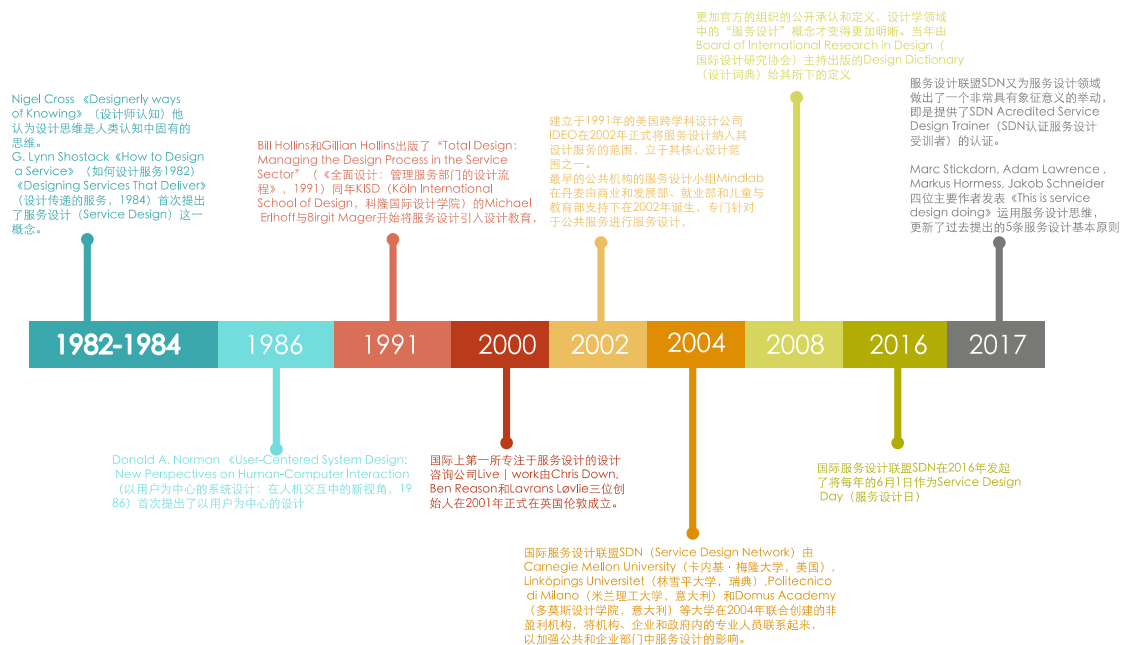 更加官方的组织的公开承认和定义，设计学领域
中的“服务设计”概念才变得更加明晰。当年由
Board of International Research in Design（
国际设计研究协会）主持出版的Design Dictionary
（设计词典）给其所下的定义
Nigel Cross 《Designerly ways
of Knowing》（设计师认知）他
认为设计思维是人类认知中固有的
思维。
G. Lynn Shostack《How to Design
a Service》（如何设计服务1982）
《Designing Services That Deliver》
（设计传递的服务，1984）首次提出
了服务设计（Service Design）这一
概念。
Bill Hollins和Gillian Hollins出版了“Total Design:
Managing the Design Process in the Service
Sector”（《全面设计：管理服务部门的设计流
程》，1991）同年KISD（Köln International
School of Design，科隆国际设计学院）的Michael
Erlhoff与Birgit Mager开始将服务设计引入设计教育，
建立于1991年的美国跨学科设计公司
IDEO在2002年正式将服务设计纳人其
设计服务的范围，立于其核心设计范
围之一。
最早的公共机构的服务设计小组Mindlab
在丹麦由商业和发展部、就业部和儿童与
教育部支持下在2002年诞生，专门针对
于公共服务进行服务设计，
服务设计联盟SDN又为服务设计领域
做出了一个非常具有象征意义的举动，
即是提供了SDN Acredited Service
Design Trainer（SDN认证服务设计
受训者）的认证。
Marc Stickdorn, Adam Lawrence ,
Markus Hormess, Jakob Schneider
四位主要作者发表《This is service
design doing》运用服务设计思维，
更新了过去提出的5条服务设计基本原则
1982-1984
1986
1991
2000
2002
2004
2008
2016
2017
Donald A. Norman 《User-Centered System Design:
New Perspectives on Human-Computer Interaction
（以用户为中心的系统设计：在人机交互中的新视角，19
86）首次提出了以用户为中心的设计
国际上第一所专注于服务设计的设计
咨询公司Live | work由Chris Down,
Ben Reason和Lavrans Løvlie三位创
始人在2001年正式在英国伦敦成立。
国际服务设计联盟SDN（Service Design Network）由
Carnegie Mellon University（卡内基·梅隆大学，美国）,
Linköpings Universitet（林雪平大学，瑞典）,Politecnico
di Milano（米兰理工大学，意大利）和Domus Academy
（多莫斯设计学院，意大利）等大学在2004年联合创建的非
盈利机构，将机构、企业和政府内的专业人员联系起来，
以加强公共和企业部门中服务设计的影响。
国际服务设计联盟SDN在2016年发起
了将每年的6月1日作为Service Design
Day（服务设计日）